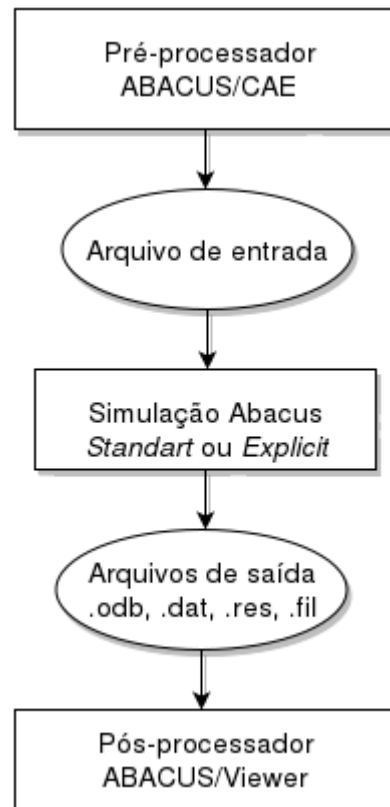 Pré-processador
ABACUS/CAE
Arquivo de entrada
Simulação Abacus
Standart ou Explicit
Arquivos de saída
.odb, .dat, .res, .fil
Pós-processador
ABACUS/Viewer